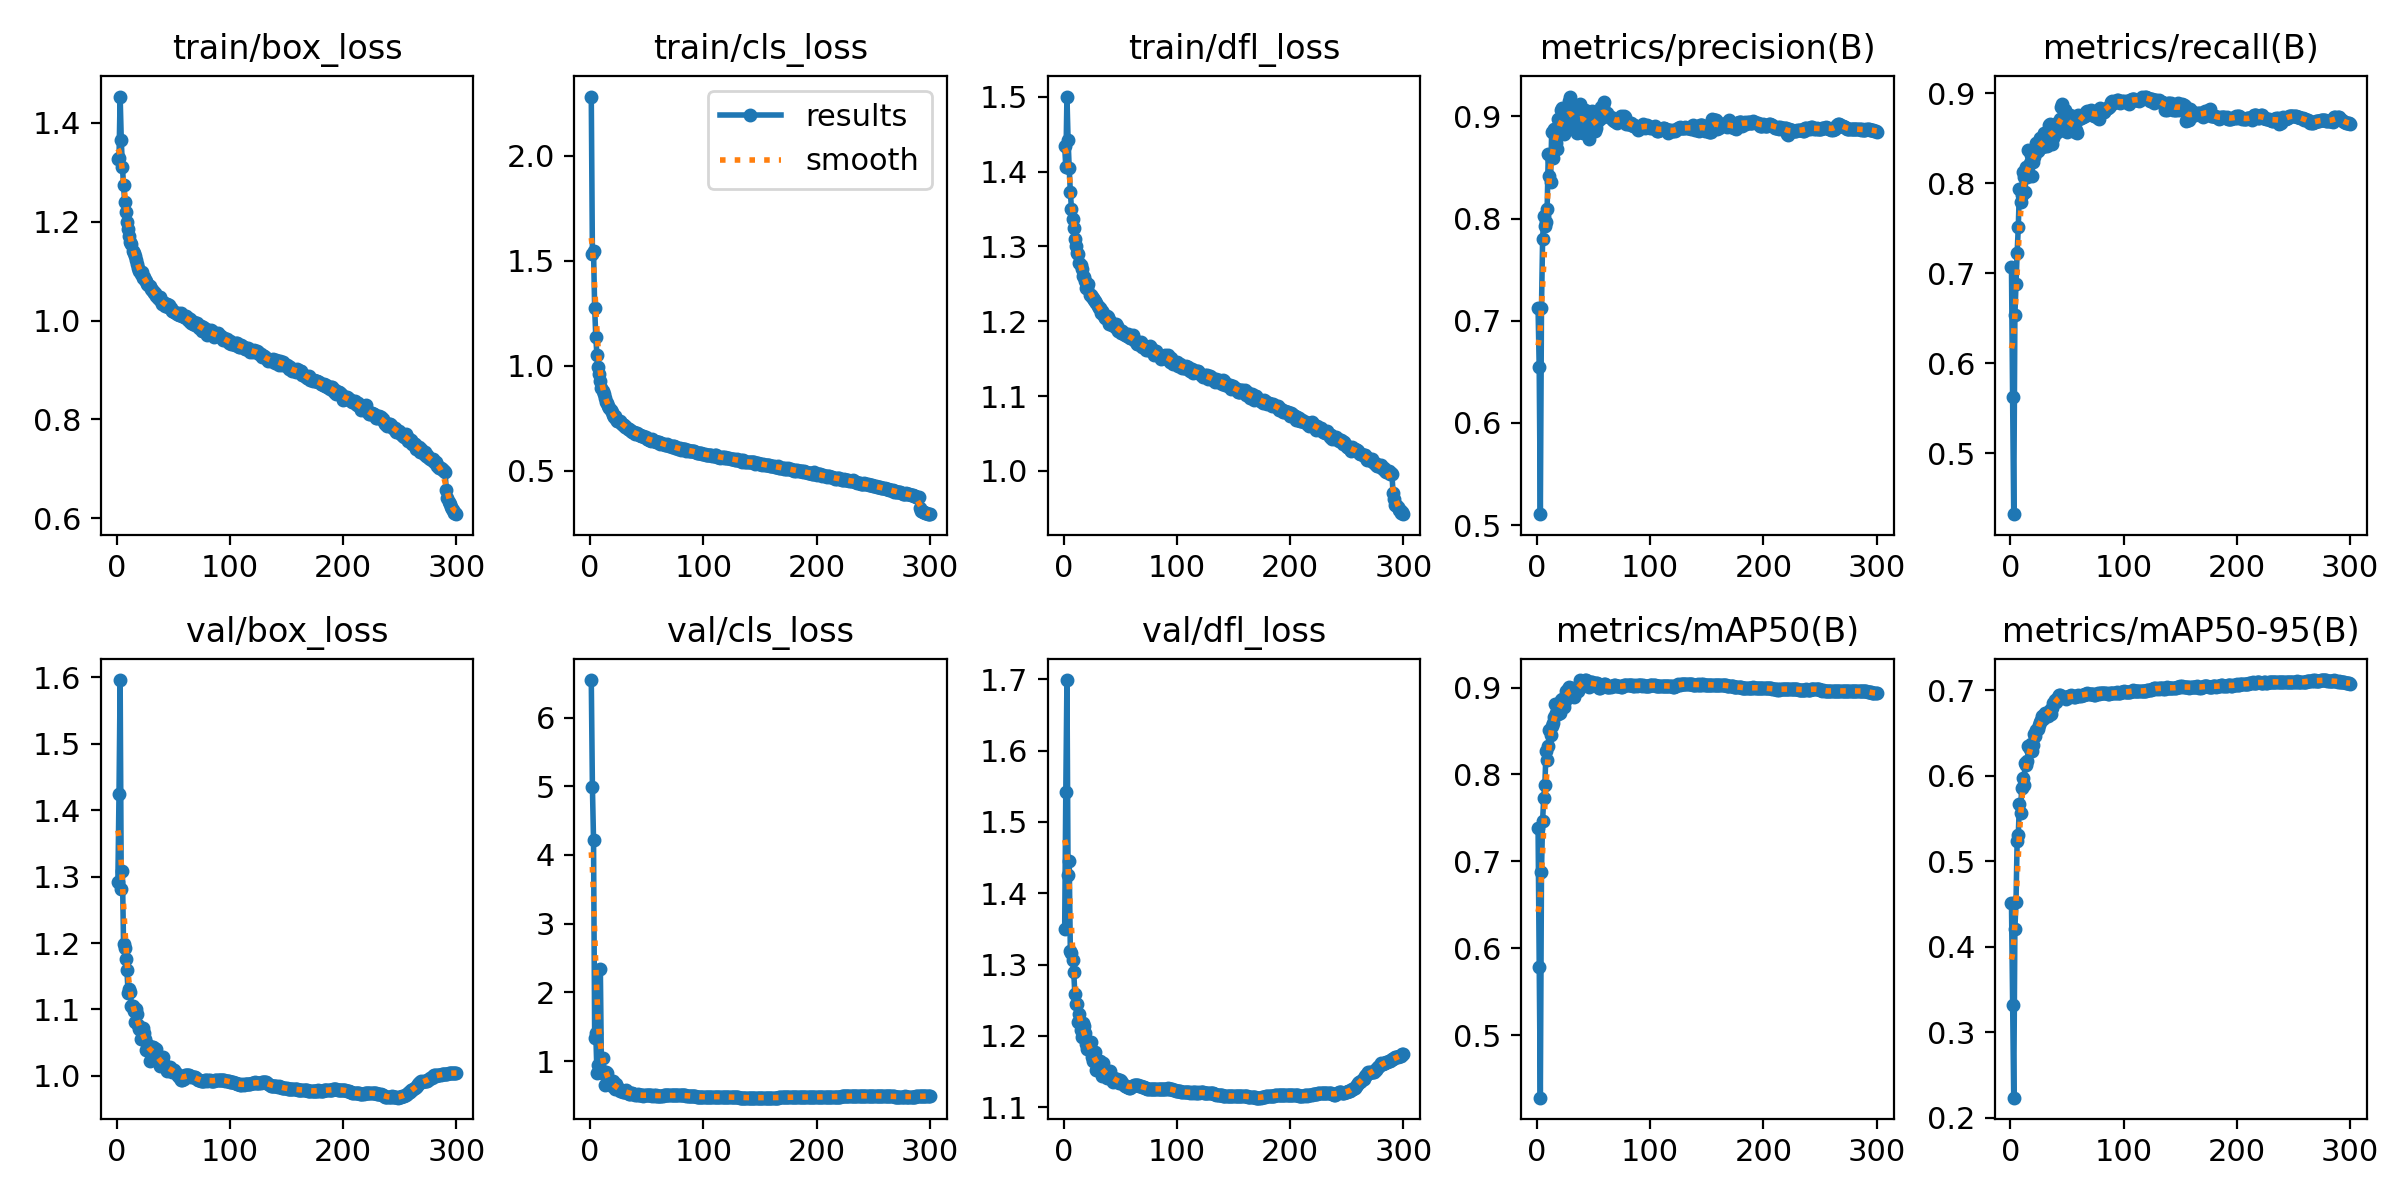 train/box_loss
1.4
1.2
1.0
0.8
0.6
0 100 200 300
train/cls_loss
results
smooth
2.0
1.5
1.0
0.5
0 100 200 300
train/dfl_loss
1.5
1.4
1.3
1.2
1.1
1.0
0 100 200 300
metrics/precision(B)
0.9
0.8
0.7
0.6
0.5
0 100 200 300
metrics/recall(B)
0.9
0.8
0.7
0.6
0.5
0 100 200 300
val/box_loss
1.6
1.5
1.4
1.3
1.2
1.1
1.0
0 100 200 300
val/cls_loss
6
5
4
3
2
1
0 100 200 300
val/dfl_loss
1.7
1.6
1.5
1.4
1.3
1.2
1.1
0 100 200 300
metrics/mAP50(B)
0.9
0.8
0.7
0.6
0.5
0 100 200 300
metrics/mAP50-95(B)
0.7
0.6
0.5
0.4
0.3
0.2
0 100 200 300